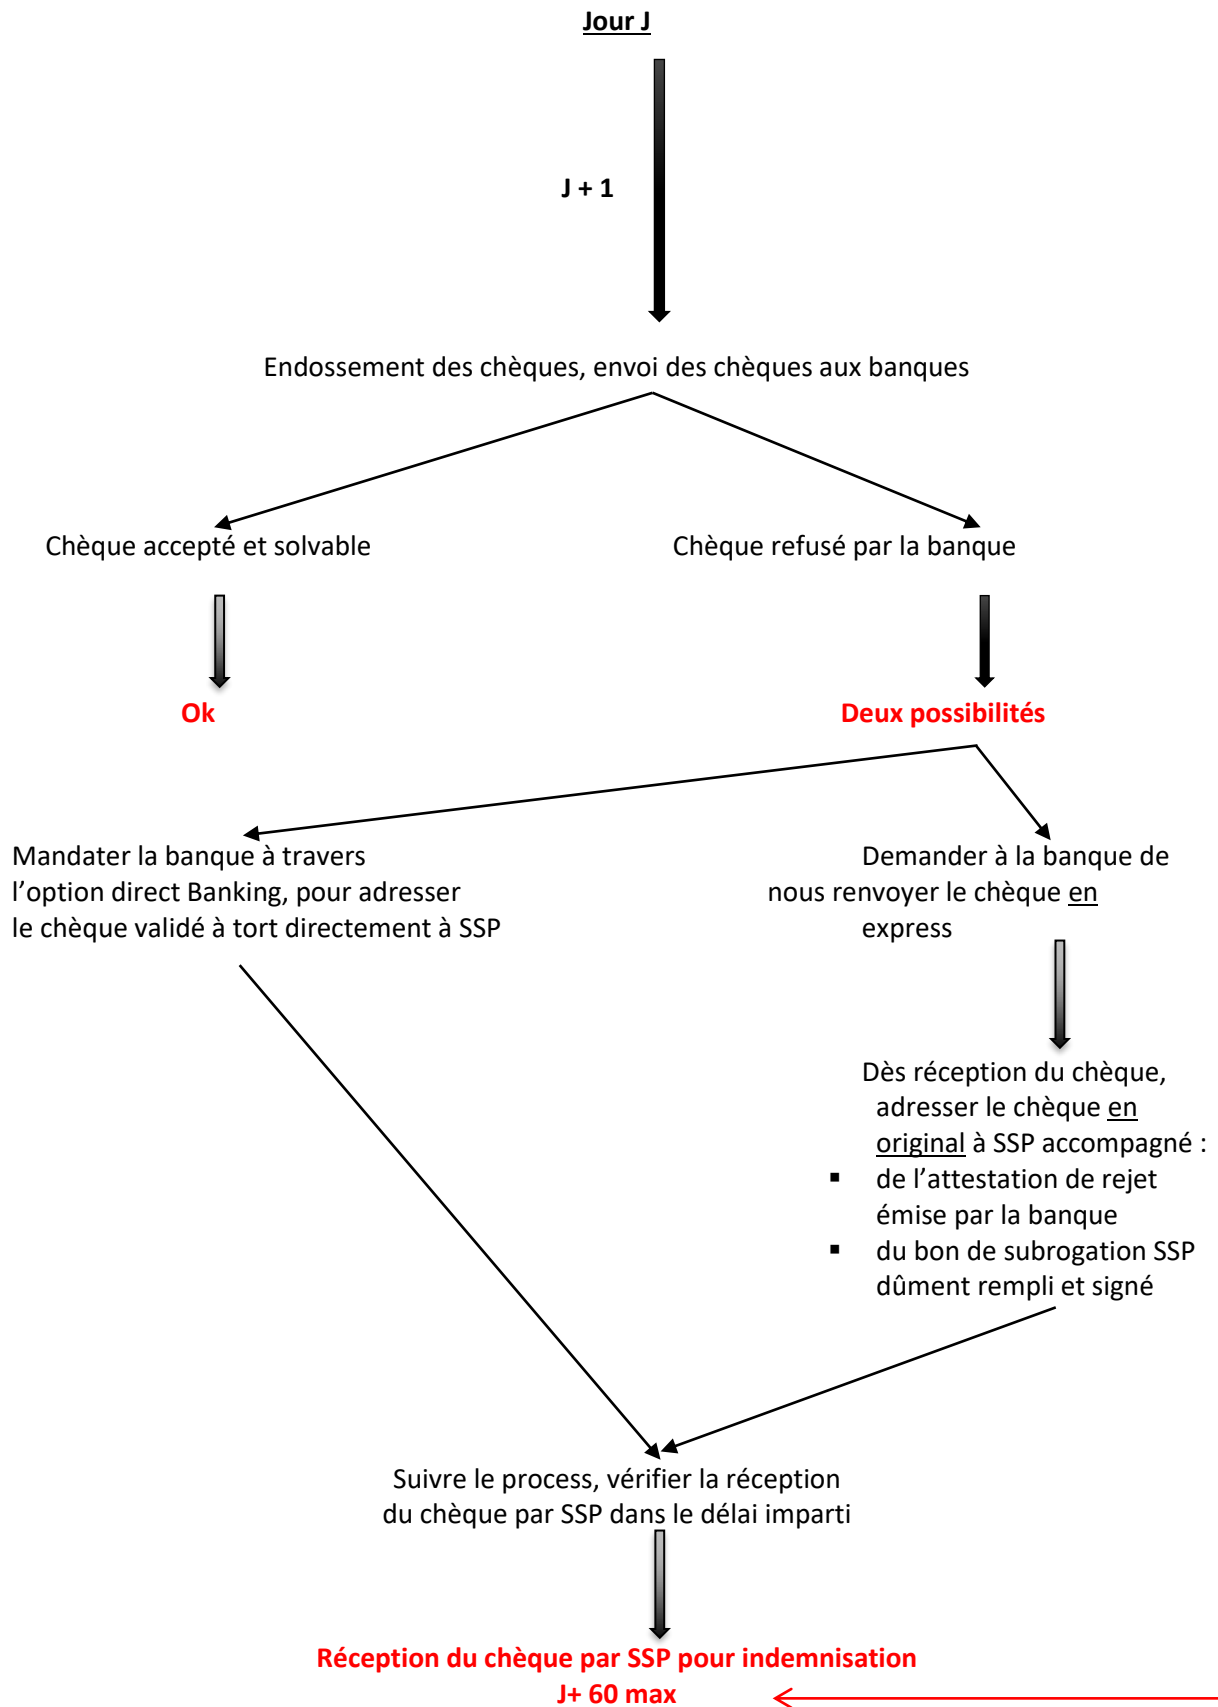 Jour J
J + 1
Endossement des chèques, envoi des chèques aux banques
Chèque accepté et solvable
Chèque refusé par la banque
Ok
Deux possibilités
Mandater la banque à travers
l'option direct Banking, pour adresser
le chèque validé à tort directement à SSP
Demander à la banque de
nous renvoyer le chèque en
express
Dès réception du chèque,
adresser le chèque en
original à SSP accompagné :
▪ de l'attestation de rejet
émise par la banque
▪ du bon de subrogation SSP
dûment rempli et signé
Suivre le process, vérifier la réception
du chèque par SSP dans le délai imparti
Réception du chèque par SSP pour indemnisation
J+ 60 max